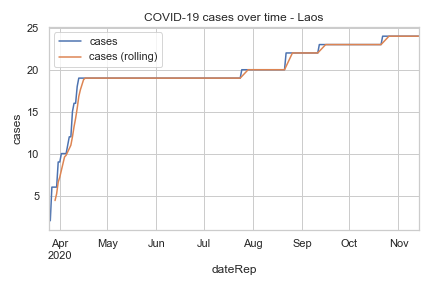 COVID-19 cases over time - Laos
cases
cases (rolling)
25
20
15
10
5
cases
Apr May Jun Jul Aug Sep Oct Nov
2020
dateRep